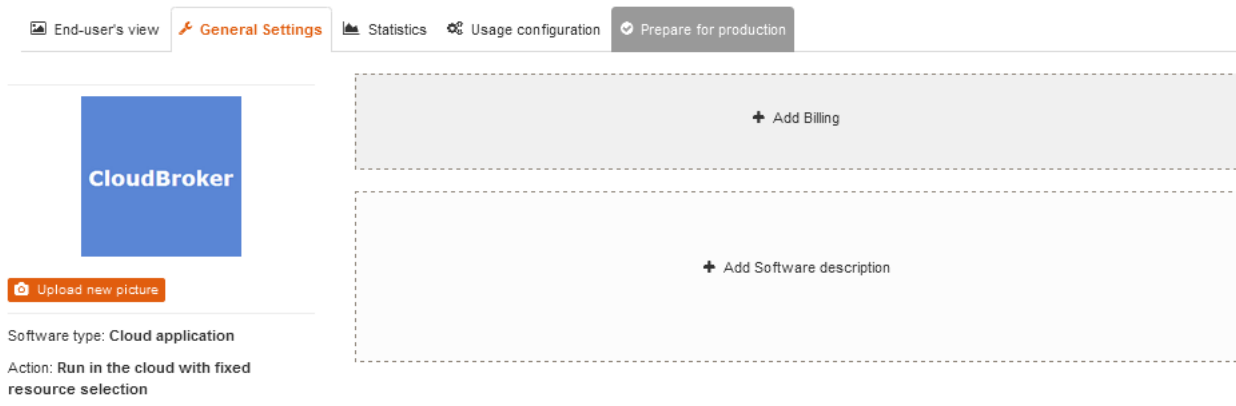 End-user's view General Settings Statistics Usage configuration Prepare for production
Add Billing
CloudBroker
Add Software description
Upload new picture
Software type: Cloud application
Action: Run in the cloud with fixed
resource selection